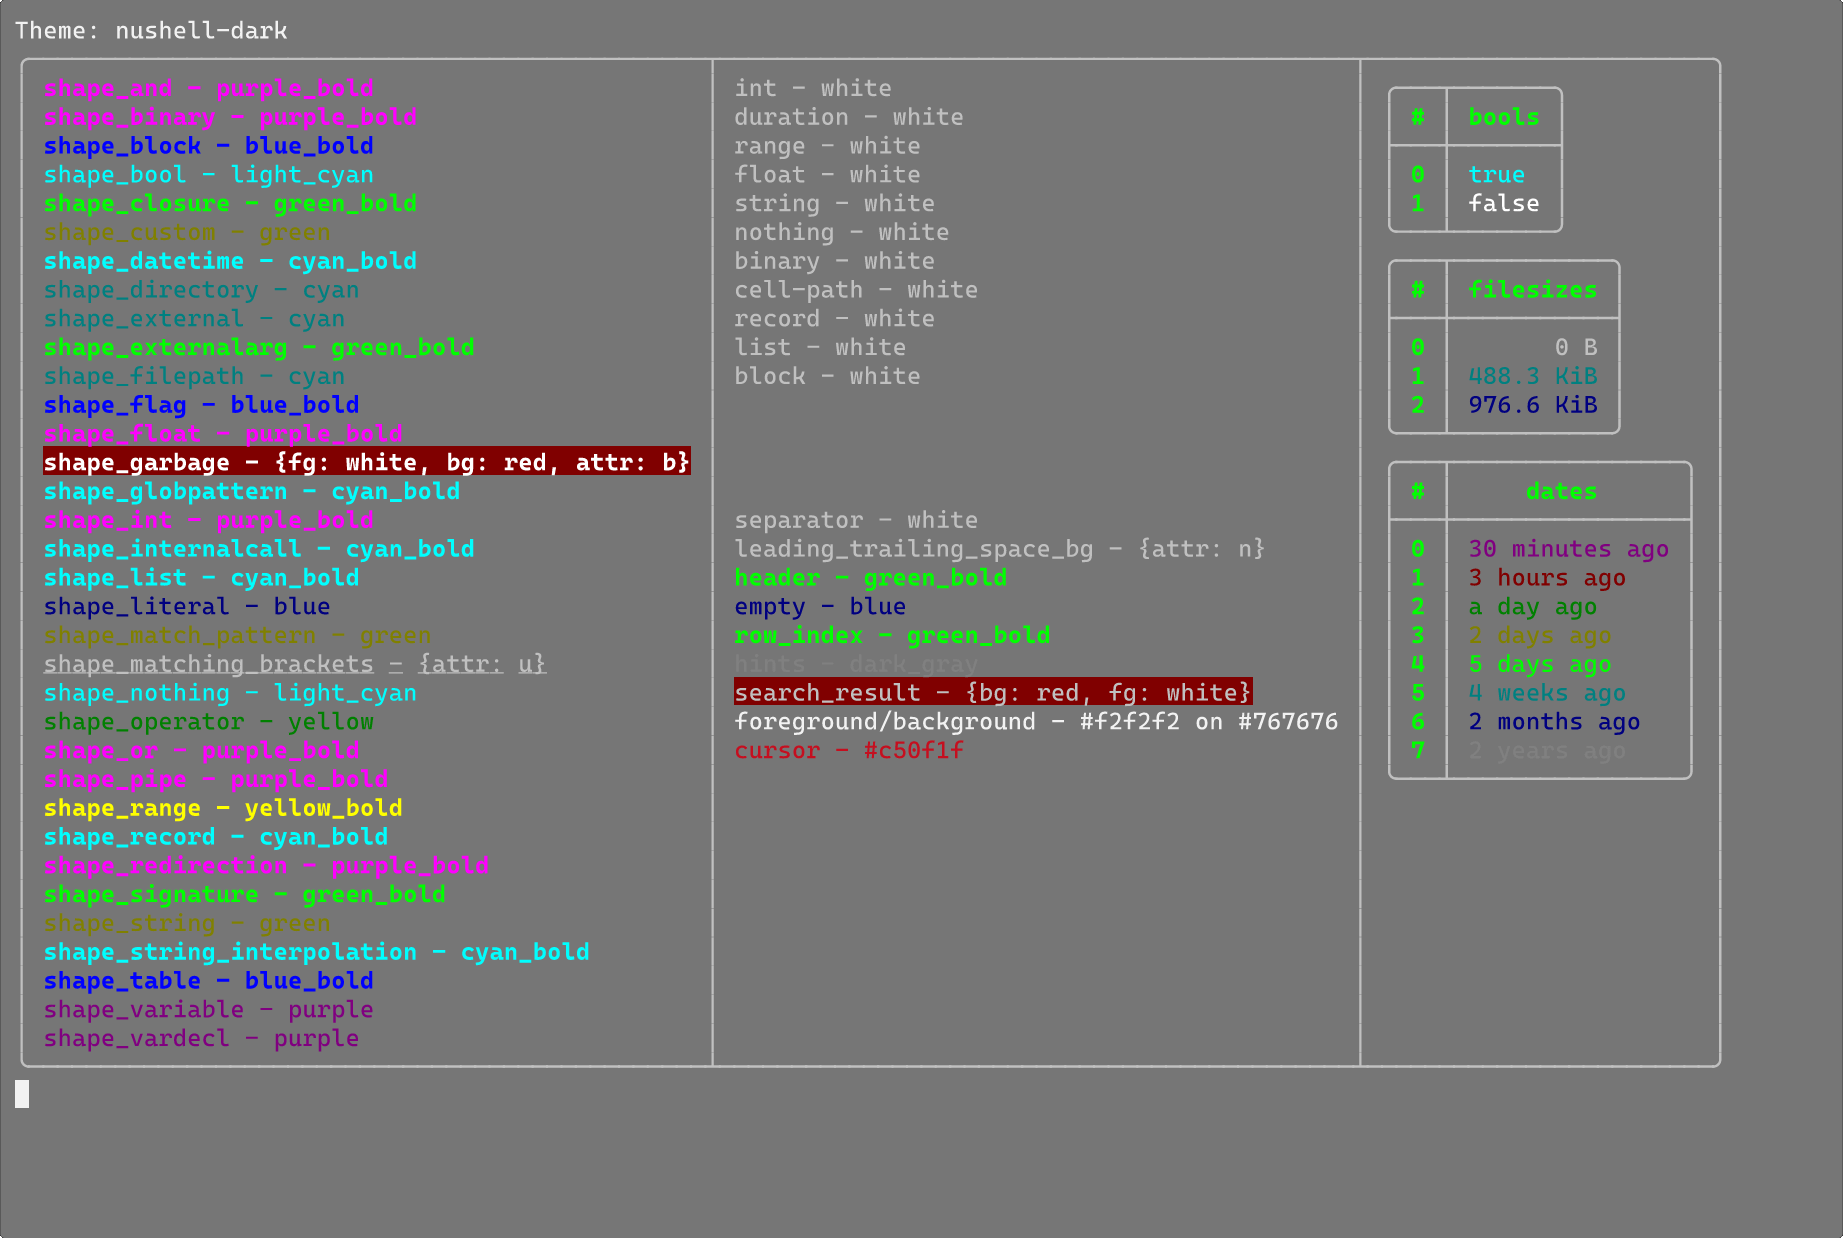 Theme: nushell-dark
shape_and - purple_bold
shape_binary - purple_bold
shape_block - blue_bold
shape_bool - light_cyan
shape_closure - green_bold
shape_custom - green
shape_datetime - cyan_bold
shape_directory - cyan
shape_external - cyan
shape_externalarg - green_bold
shape_filepath - cyan
shape_flag - blue_bold
shape_float - purple_bold
shape_garbage - {fg: white, bg: red, attr: b}
shape_globpattern - cyan_bold
shape_int - purple_bold
shape_internalcall - cyan_bold
shape_list - cyan_bold
shape_literal - blue
shape_match_pattern - green
shape_matching_brackets - {attr: u}
shape_nothing - light_cyan
shape_operator - yellow
shape_or - purple_bold
shape_pipe - purple_bold
shape_range - yellow_bold
shape_record - cyan_bold
shape_redirection - purple_bold
shape_signature - green_bold
shape_string - green
shape_string_interpolation - cyan_bold
shape_table - blue_bold
shape_variable - purple
shape_vardecl - purple
int - white
duration - white
range - white
float - white
string - white
nothing - white
binary - white
cell-path - white
record - white
list - white
block - white
separator - white
leading_trailing_space_bg - {attr: n}
header - green_bold
empty - blue
row_index - green_bold
hints - dark_gray
search_result - {bg: red, fg: white}
foreground/background - #f2f2f2 on #767676
cursor - #c50f1f
# bools
0 true
1 false
# filesizes
0 0 B
1 488.3 KiB
2 976.6 KiB
# dates
0 30 minutes ago
1 3 hours ago
2 a day ago
3 2 days ago
4 5 days ago
5 4 weeks ago
6 2 months ago
7 2 years ago